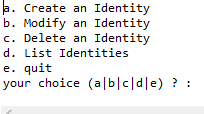 a. Create an Identity
b. Modify an Identity
c. Delete an Identity
d. List Identities
e. quit
your choice (a|b|c|d|e) ? :